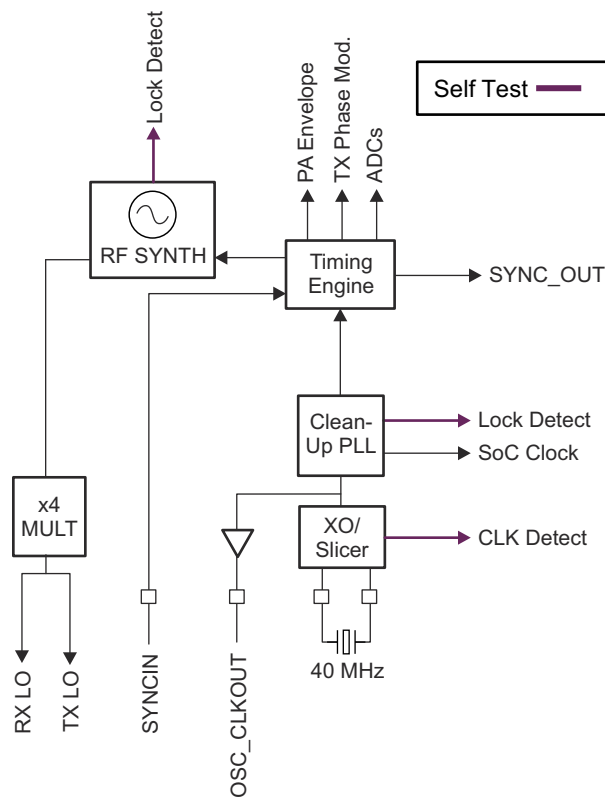 Lock Detect
PA Envelope
TX Phase Mod.
ADCs
Self Test
RF SYNTH
Timing
Engine
SYNC_OUT
Clean-
Up PLL
Lock Detect
SoC Clock
x4
MULT
XO/
Slicer
CLK Detect
40 MHz
RX LO
TX LO
SYNCIN
OSC_CLKOUT